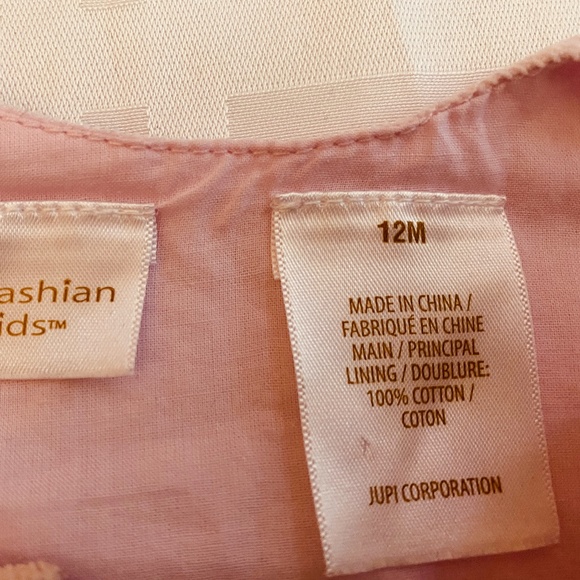 ashian
ids™
12M
MADE IN CHINA /
FABRIQUÉ EN CHINE
MAIN / PRINCIPAL
LINING / DOUBLURE:
100% COTTON /
COTON
JUPI CORPORATION